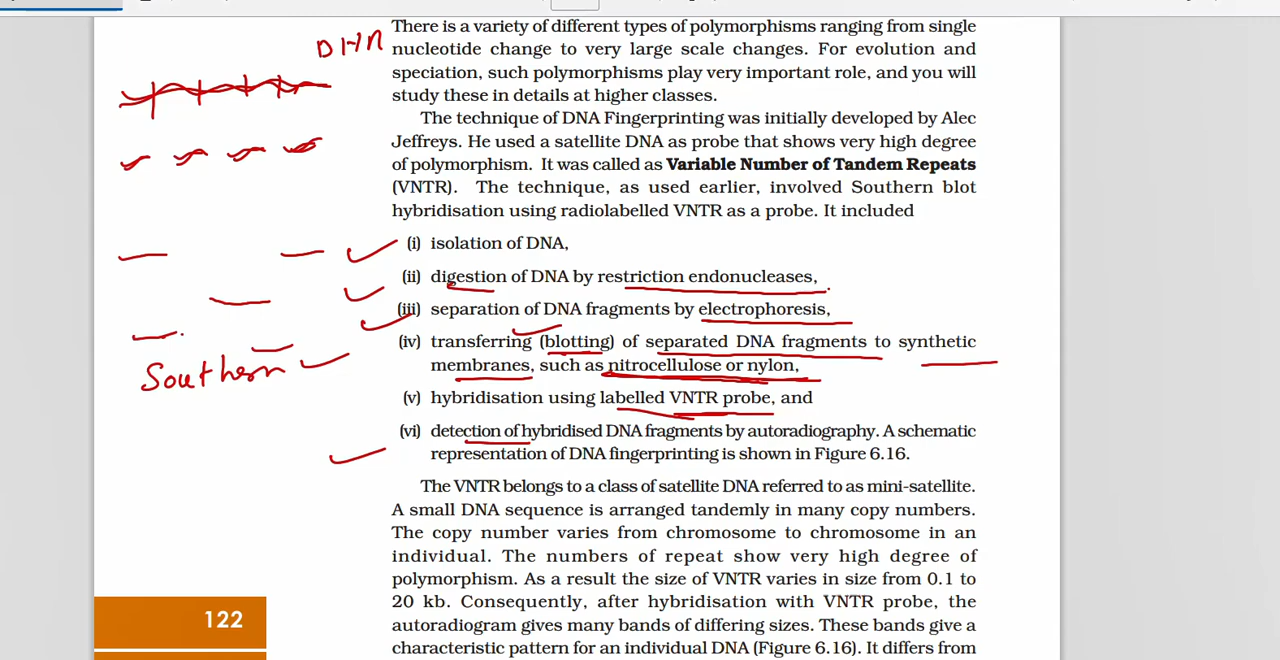 There is a variety of different types of polymorphisms ranging from single
DHA
nucleotide change to very large scale changes. For evolution and
speciation, such polymorphisms play very important role, and you will
study these in details at higher classes.
The technique of DNA Fingerprinting was initially developed by Alec
Jeffreys. He used a satellite DNA as probe that shows very high degree
of polymorphism. It was called as Variable Number of Tandem Repeats
(VNTR). The technique, as used earlier, involved Southern blot
hybridisation using radiolabelled VNTR as a probe. It included
(i) isolation of DNA,
(ii) digestion of DNA by restriction endonucleases,
(iii) separation of DNA fragments by electrophoresis,
(iv) transferring (blotting) of separated DNA fragments to synthetic
membranes, such as nitrocellulose or nylon,
Southern
(v) hybridisation using labelled VNTR probe, and
(vi) detection of hybridised DNA fragments by autoradiography. A schematic
representation of DNA fingerprinting is shown in Figure 6.16.
The VNTR belongs to a class of satellite DNA referred to as mini-satellite.
A small DNA sequence is arranged tandemly in many copy numbers.
The copy number varies from chromosome to chromosome in an
individual. The numbers of repeat show very high degree of
polymorphism. As a result the size of VNTR varies in size from 0.1 to
20 kb. Consequently, after hybridisation with VNTR probe, the
autoradiogram gives many bands of differing sizes. These bands give a
characteristic pattern for an individual DNA (Figure 6.16). It differs from
122